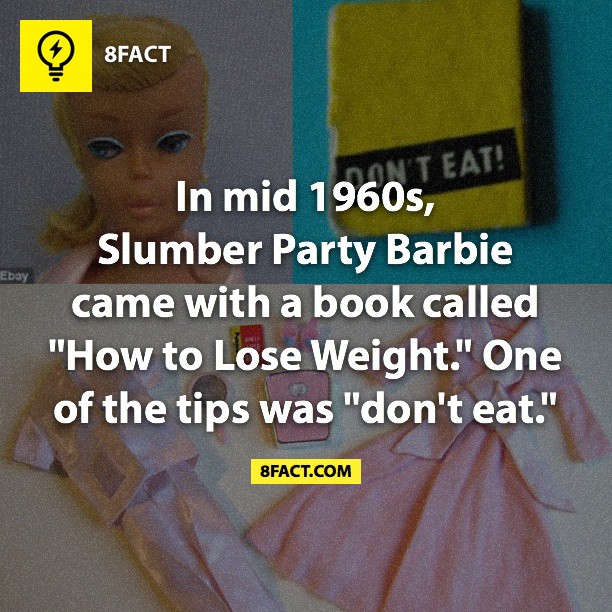 8FACT
DON'T EAT!
Ebay
In mid 1960s,
Slumber Party Barbie
came with a book called
"How to Lose Weight." One
of the tips was "don't eat."
8FACT.COM